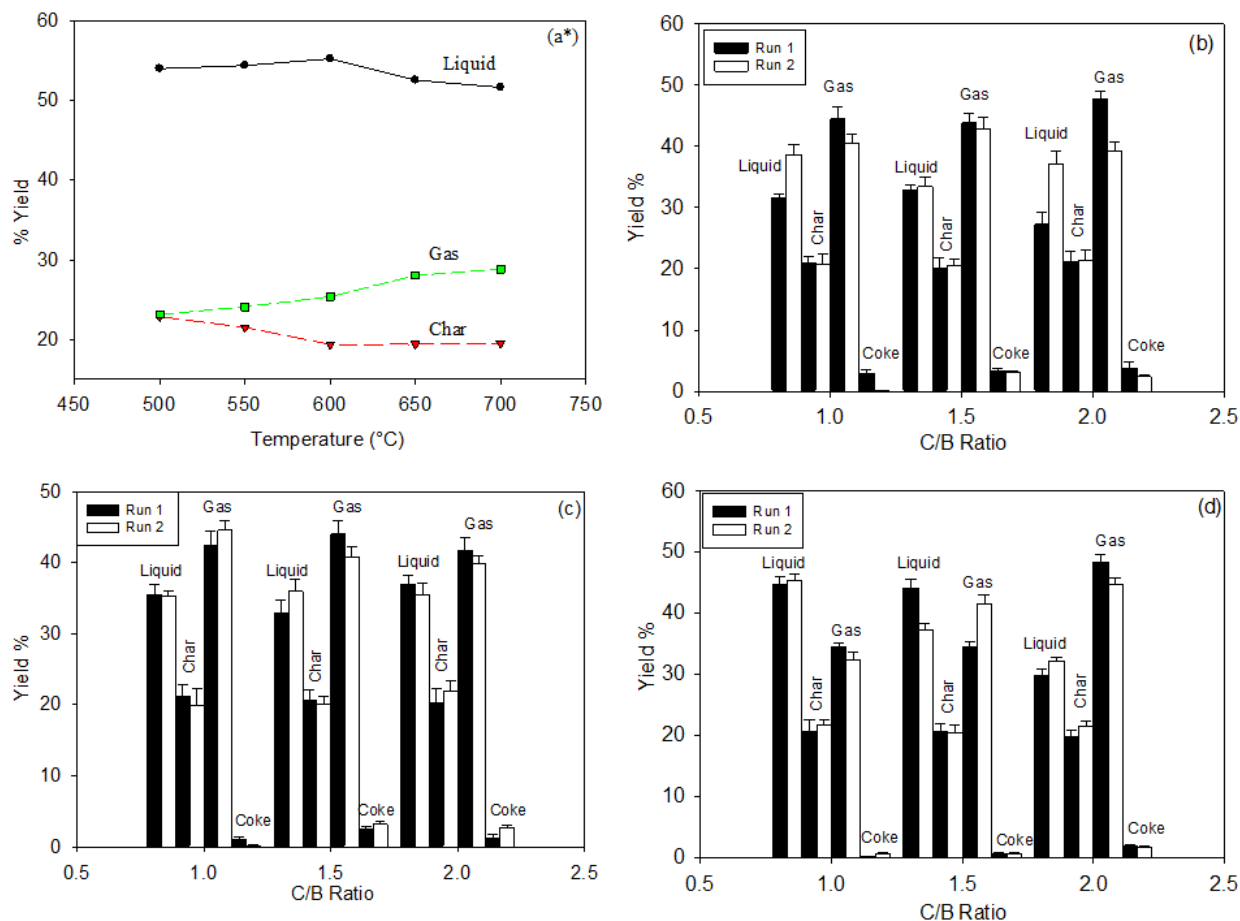 (a*)
60
50
40
30
20
% Yield
Liquid
Gas
Char
450 500 550 600 650 700 750
Temperature (°C)
(b)
60
50
40
30
20
10
0
Yield %
Run 1
Run 2
Liquid Char Gas Coke
Liquid Char Gas Coke
Liquid Char Gas Coke
0.5 1.0 1.5 2.0 2.5
C/B Ratio
(c)
50
40
30
20
10
0
Yield %
Run 1
Run 2
Liquid Char Gas Coke
Liquid Char Gas Coke
Liquid Char Gas Coke
0.5 1.0 1.5 2.0 2.5
C/B Ratio
(d)
60
50
40
30
20
10
0
Yield %
Run 1
Run 2
Liquid Char Gas Coke
Liquid Char Gas Coke
Liquid Char Gas Coke
0.5 1.0 1.5 2.0 2.5
C/B Ratio